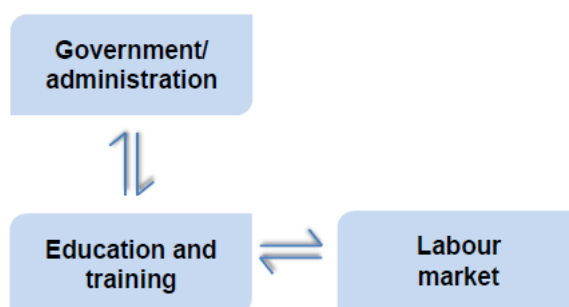 Government/
administration
Education and
training
Labour
market